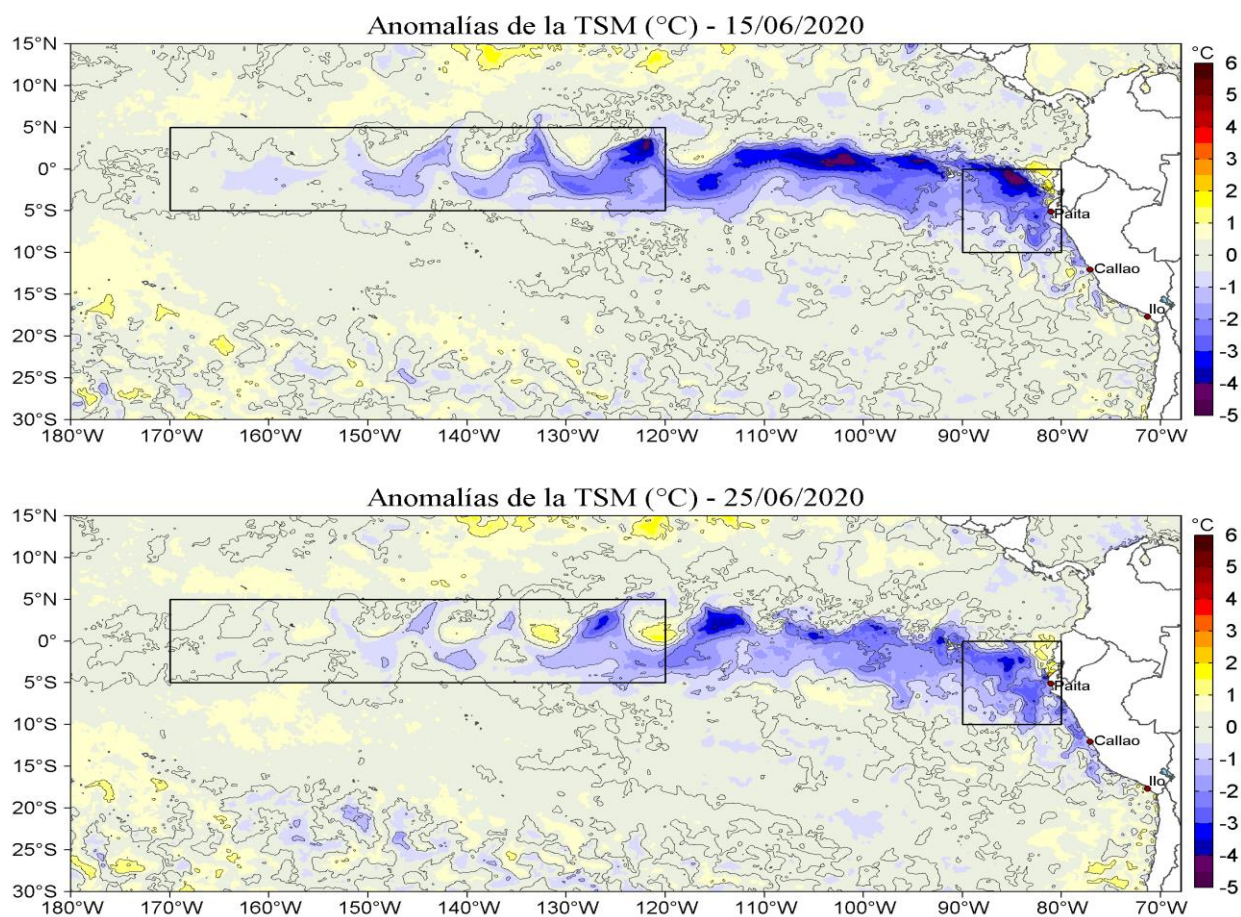 Anomalías de la TSM (°C) - 15/06/2020
15°N
10°N
5°N
0°
5°S
10°S
15°S
20°S
25°S
30°S
180°W 170°W 160°W 150°W 140°W 130°W 120°W 110°W 100°W 90°W 80°W 70°W
Paita
Callao
Ilo
°C
6
5
4
3
2
1
0
-1
-2
-3
-4
-5
Anomalías de la TSM (°C) - 25/06/2020
15°N
10°N
5°N
0°
5°S
10°S
15°S
20°S
25°S
30°S
180°W 170°W 160°W 150°W 140°W 130°W 120°W 110°W 100°W 90°W 80°W 70°W
Paita
Callao
Ilo
°C
6
5
4
3
2
1
0
-1
-2
-3
-4
-5